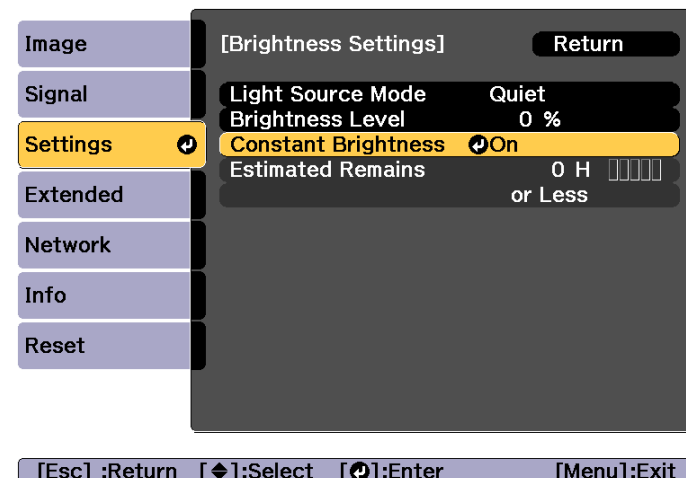 Image
Signal
Settings
Extended
Network
Info
Reset
[Brightness Settings] Return
Light Source Mode Quiet
Brightness Level 0 %
Constant Brightness On
Estimated Remains 0 H
or Less
[Esc] :Return [ ]:Select [ ]:Enter [Menu]:Exit